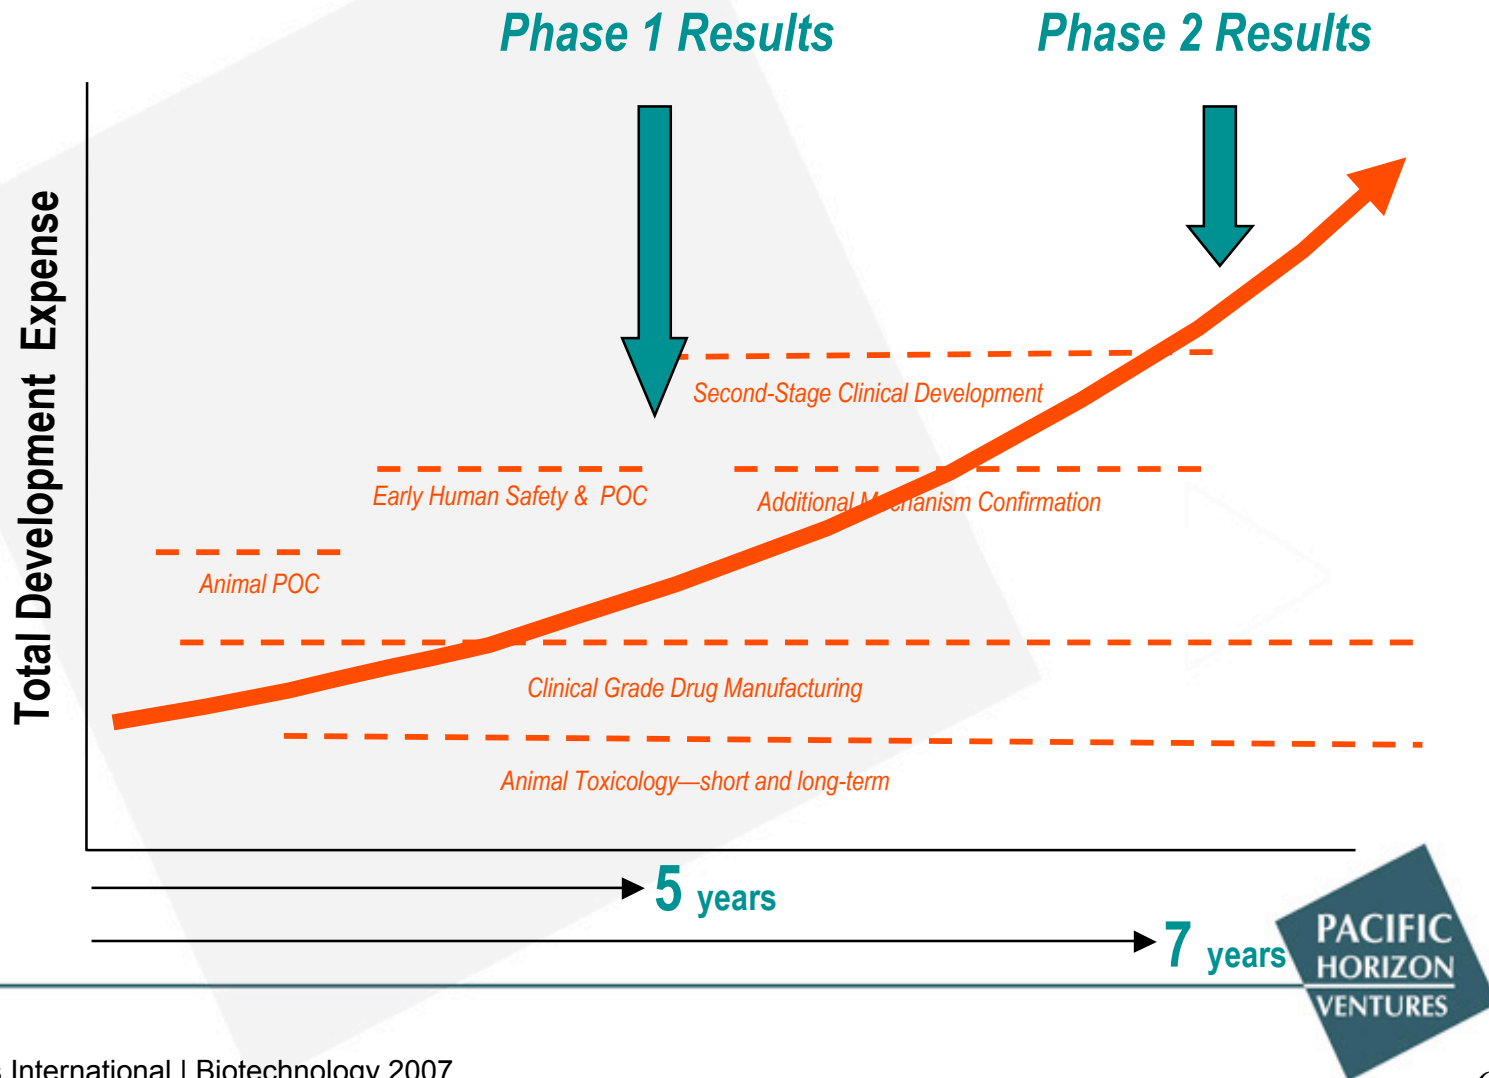 Phase 1 Results
Phase 2 Results
Total Development Expense
Second-Stage Clinical Development
Early Human Safety & POC
Additional Mechanism Confirmation
Animal POC
Clinical Grade Drug Manufacturing
Animal Toxicology—short and long-term
5 years
7 years
PACIFIC
HORIZON
VENTURES
International | Biotechnology 2007